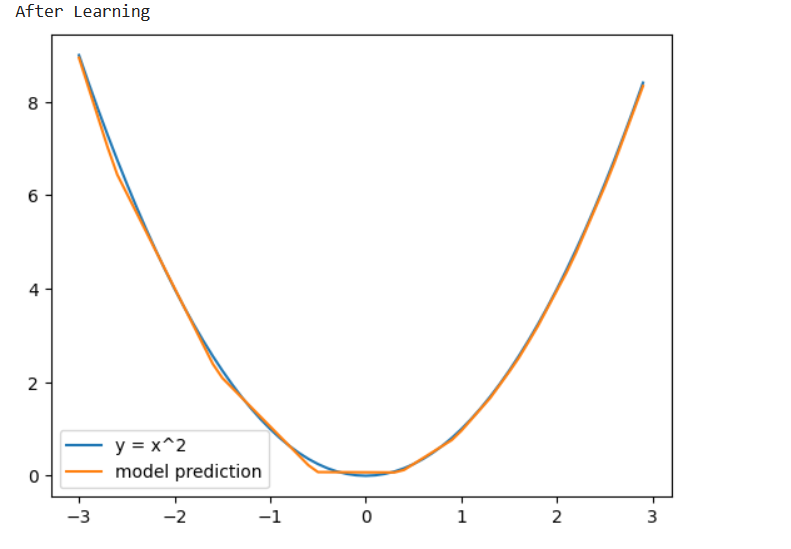 After Learning
8
6
4
2
0
y = x^2
model prediction
−3 −2 −1 0 1 2 3